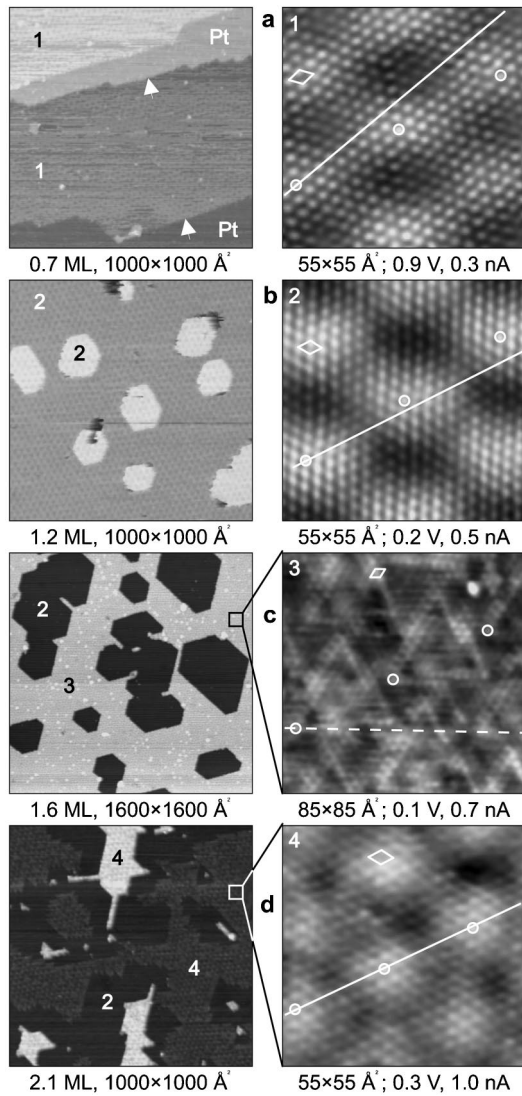 1
Pt
1
Pt
0.7 ML, 1000×1000 Å²
a
1
55×55 Å²; 0.9 V, 0.3 nA
2
2
1.2 ML, 1000×1000 Å²
b
2
55×55 Å²; 0.2 V, 0.5 nA
2
3
1.6 ML, 1600×1600 Å²
3
c
85×85 Å²; 0.1 V, 0.7 nA
4
4
2
2.1 ML, 1000×1000 Å²
4
d
55×55 Å²; 0.3 V, 1.0 nA